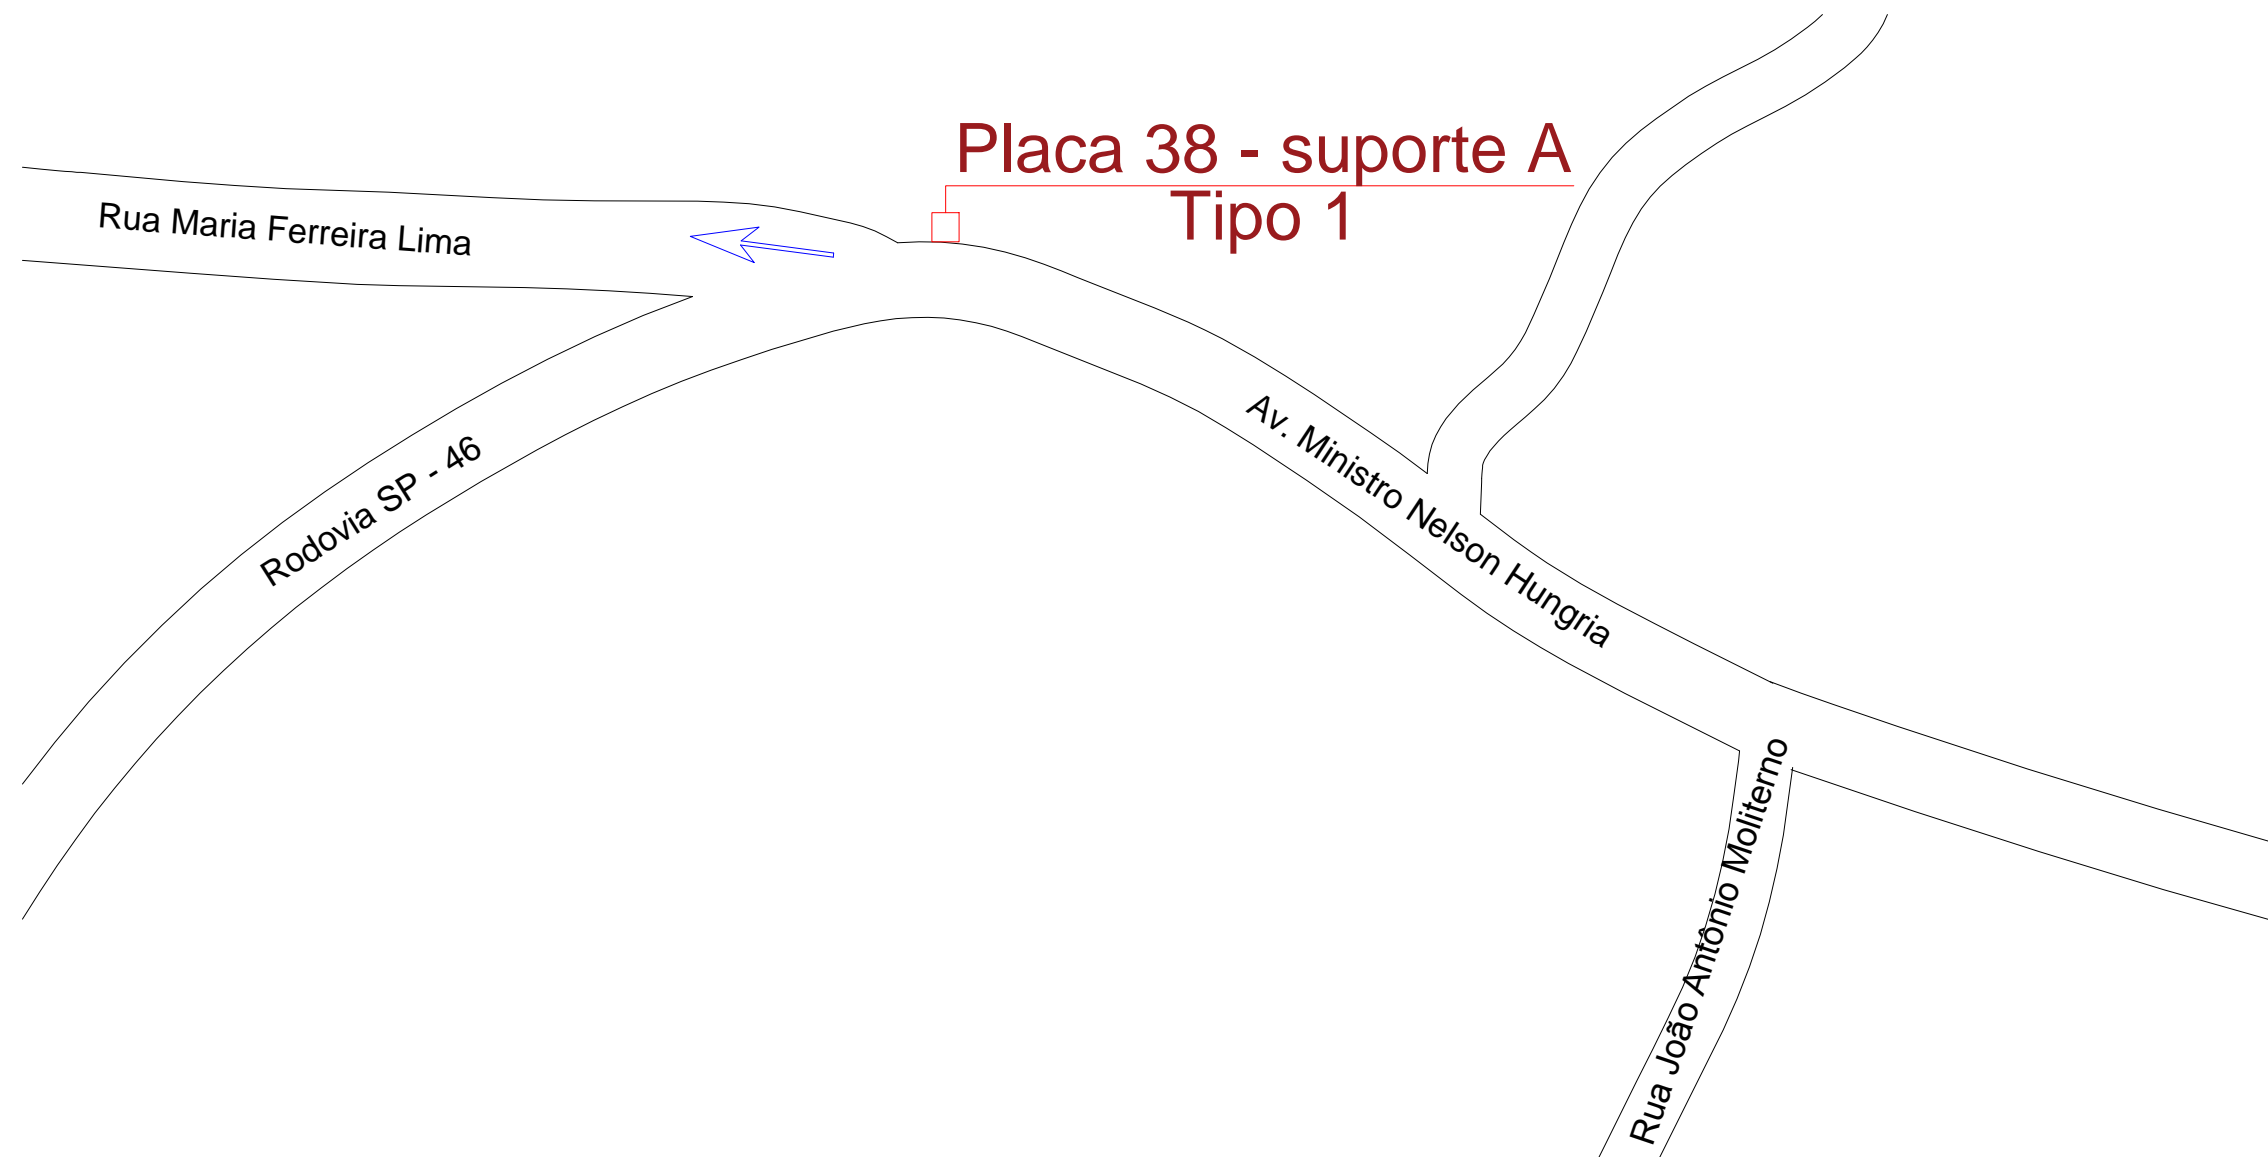 Placa 38 - suporte A
Tipo 1
Rua Maria Ferreira Lima
Rodovia SP - 46
Av. Ministro Nelson Hungria
Rua João Antônio Moliterno